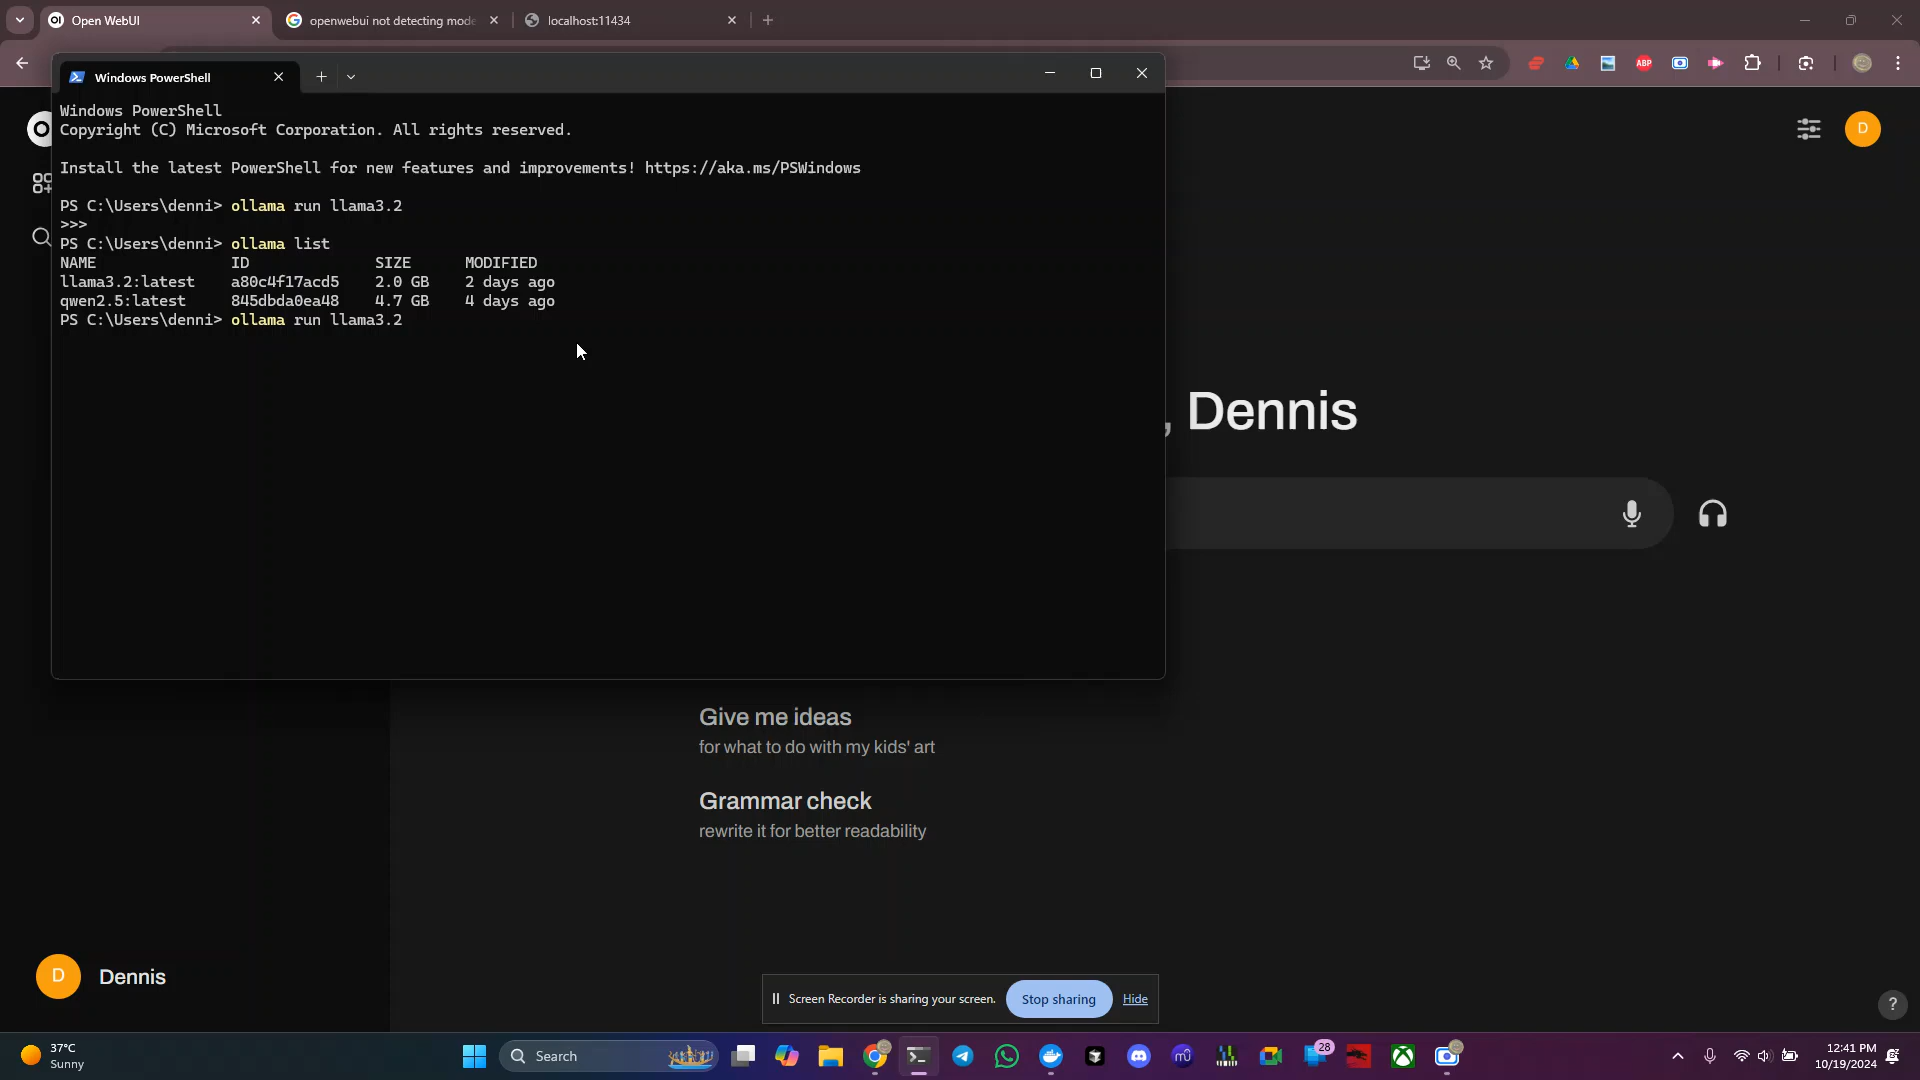 Open WebUI
openwebui not detecting mode
localhost:11434
ABP
Windows PowerShell
Windows PowerShell
Copyright (C) Microsoft Corporation. All rights reserved.
Install the latest PowerShell for new features and improvements! https://aka.ms/PSWindows
PS C:\Users\denni> ollama run llama3.2
>>>
PS C:\Users\denni> ollama list
NAME ID SIZE MODIFIED
llama3.2:latest a80c4f17acd5 2.0 GB 2 days ago
qwen2.5:latest 845dbda0ea48 4.7 GB 4 days ago
PS C:\Users\denni> ollama run llama3.2
D
, Dennis
Give me ideas
for what to do with my kids' art
Grammar check
rewrite it for better readability
D Dennis
Screen Recorder is sharing your screen. Stop sharing Hide
?
37°C
Sunny
Search
28
12:41 PM
10/19/2024